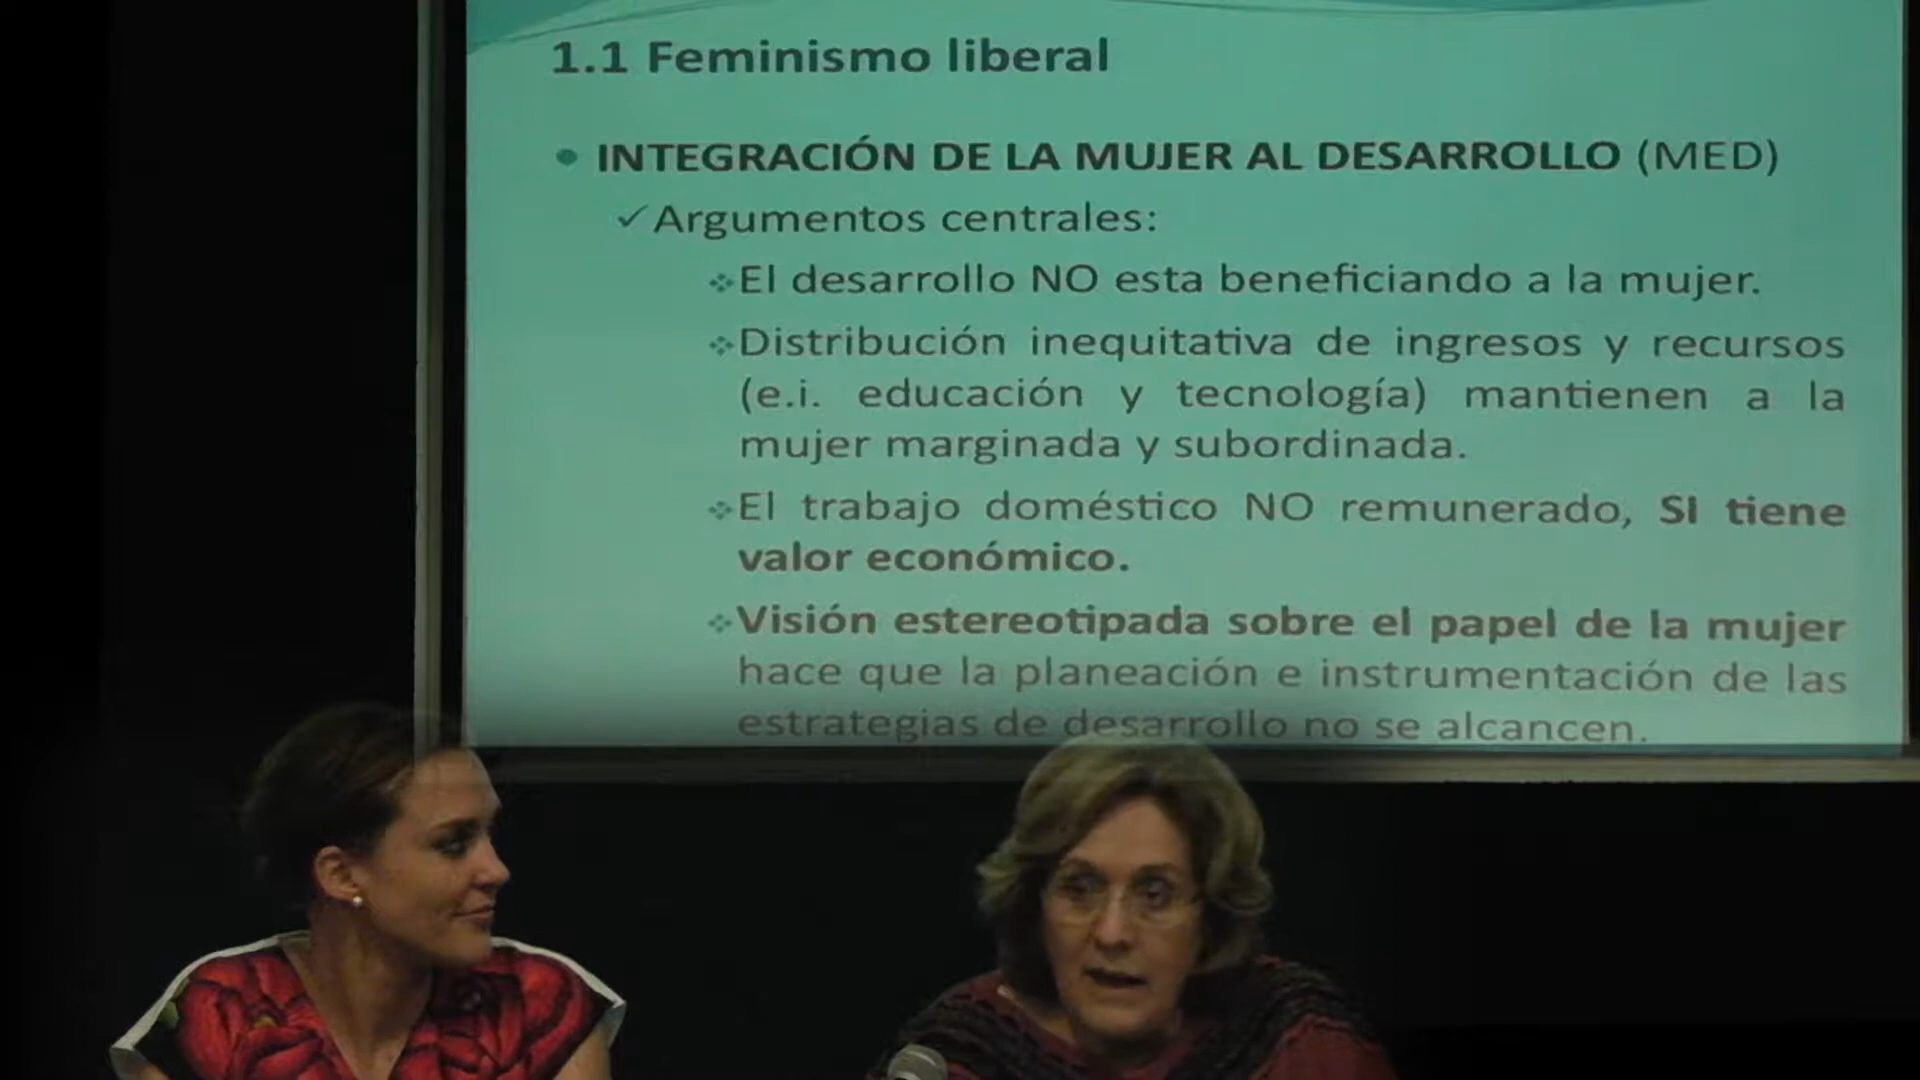 1.1 Feminismo liberal
• INTEGRACIÓN DE LA MUJER AL DESARROLLO (MED)
✓ Argumentos centrales:
❖El desarrollo NO esta beneficiando a la mujer.
❖Distribución inequitativa de ingresos y recursos
(e.i. educación y tecnología) mantienen a la
mujer marginada y subordinada.
❖El trabajo doméstico NO remunerado, SI tiene
valor económico.
❖Visión estereotipada sobre el papel de la mujer
hace que la planeación e instrumentación de las
estrategias de desarrollo no se alcancen.